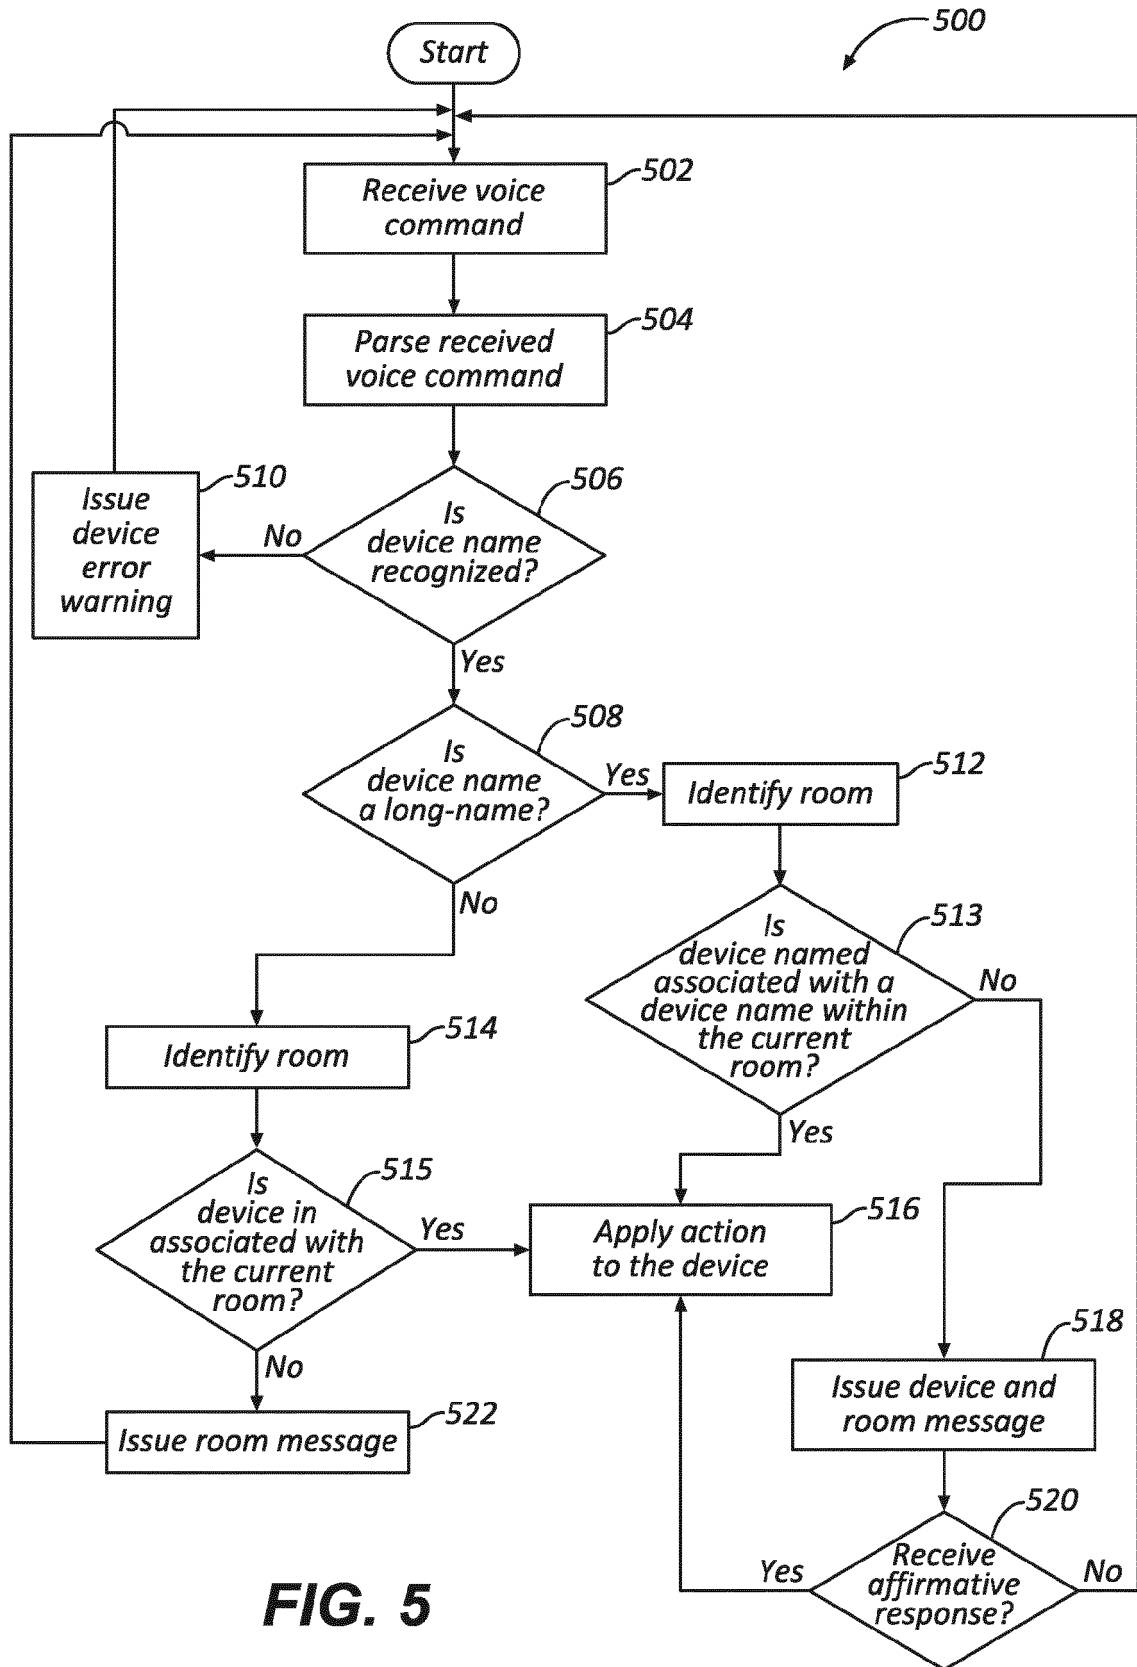 500
Start
502
Receive voice
command
504
Parse received
voice command
510
Issue
device
error
warning
No
506
Is
device name
recognized?
Yes
508
Is
device name
a long-name?
Yes
512
Identify room
No
513
Is
device named
associated with a
device name within
the current
room?
No
Yes
514
Identify room
515
Is
device in
associated with
the current
room?
Yes
516
Apply action
to the device
No
522
Issue room message
518
Issue device and
room message
520
Receive
affirmative
response?
Yes
No
FIG. 5